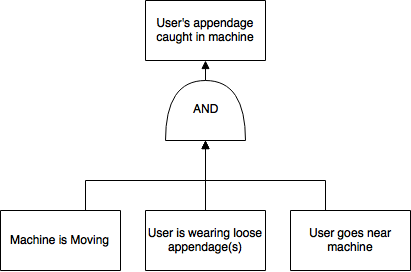 User's appendage
caught in machine
AND
Machine is Moving
User is wearing loose
appendage(s)
User goes near
machine